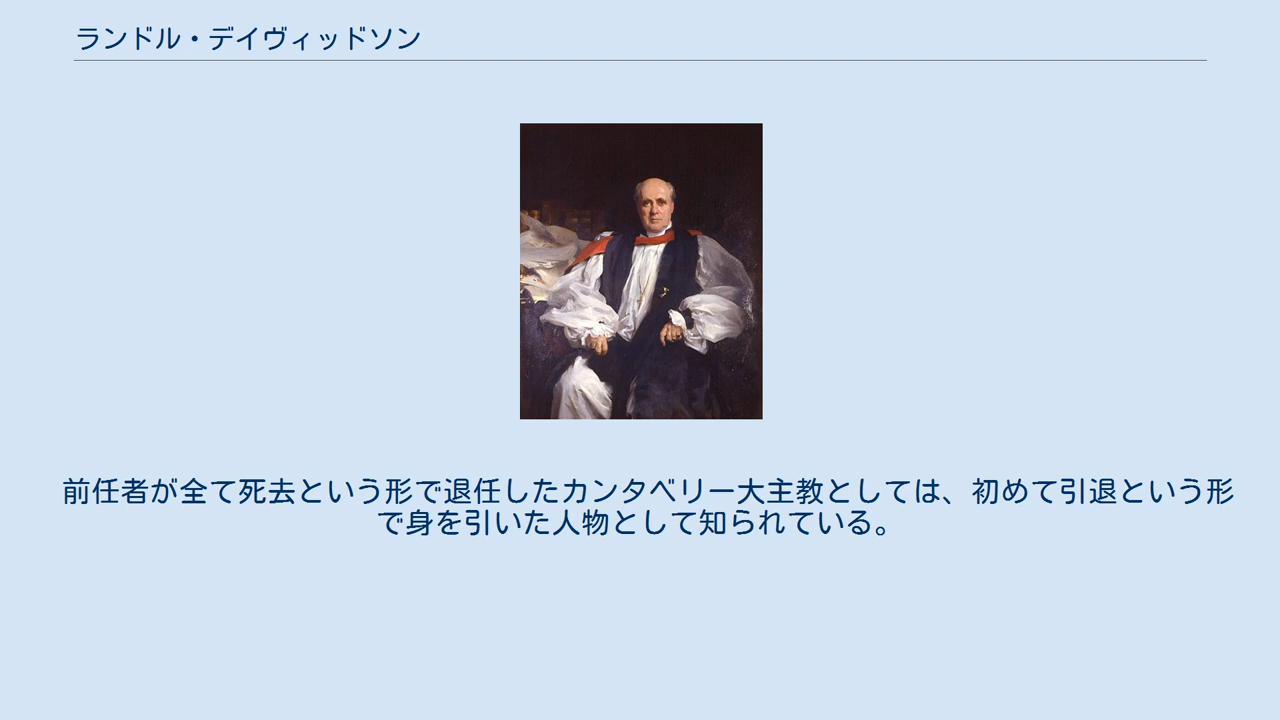 ランドル・デイヴィッドソン
前任者が全て死去という形で退任したカンタベリー大主教としては、初めて引退という形
で身を引いた人物として知られている。